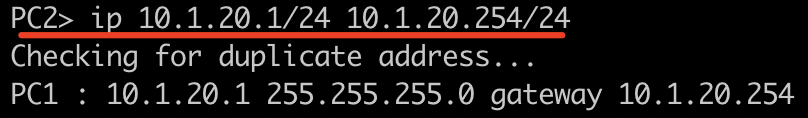 PC2> ip 10.1.20.1/24 10.1.20.254/24
Checking for duplicate address...
PC1 : 10.1.20.1 255.255.255.0 gateway 10.1.20.254